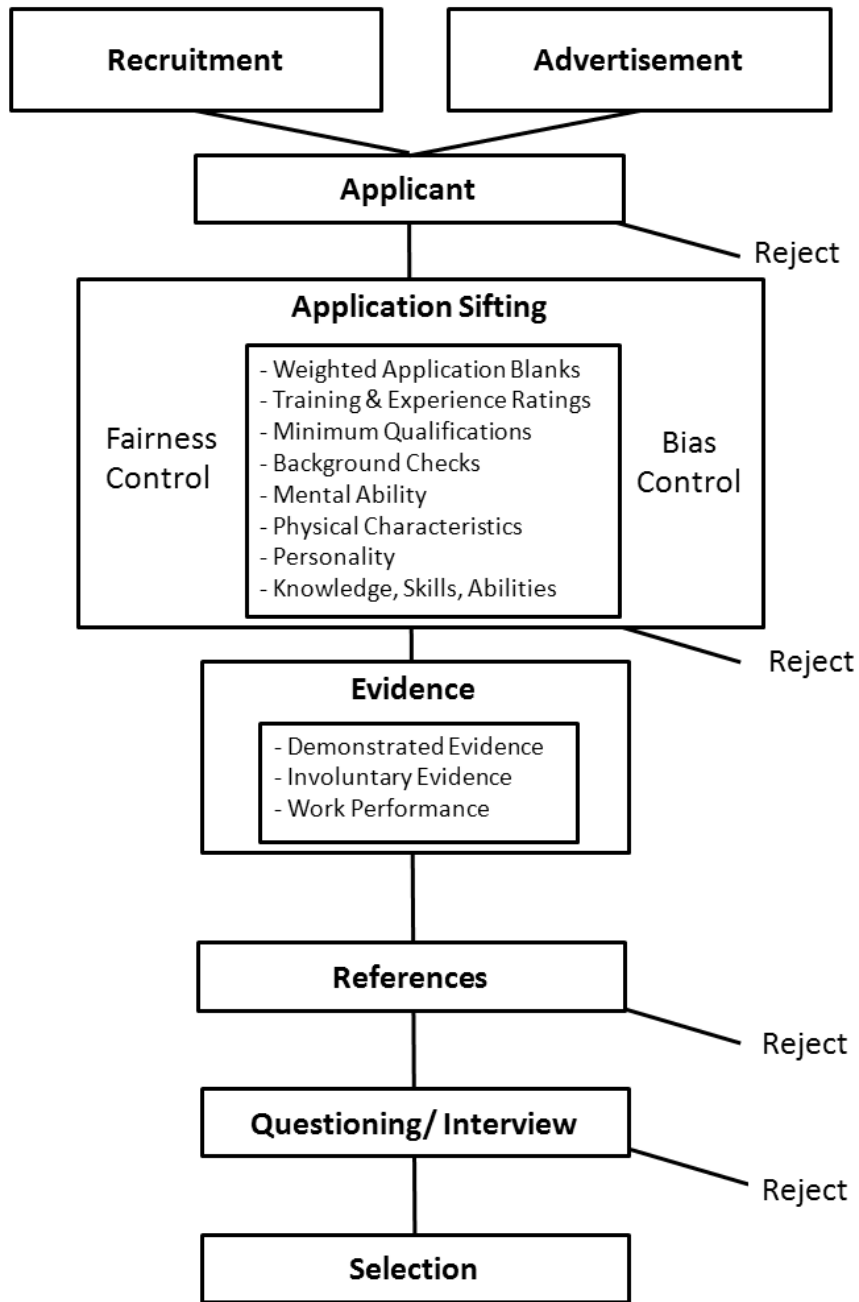 Recruitment
Advertisement
Applicant
Reject
Application Sifting
Fairness
Control
- Weighted Application Blanks
- Training & Experience Ratings
- Minimum Qualifications
- Background Checks
- Mental Ability
- Physical Characteristics
- Personality
- Knowledge, Skills, Abilities
Bias
Control
Reject
Evidence
- Demonstrated Evidence
- Involuntary Evidence
- Work Performance
References
Reject
Questioning/ Interview
Reject
Selection